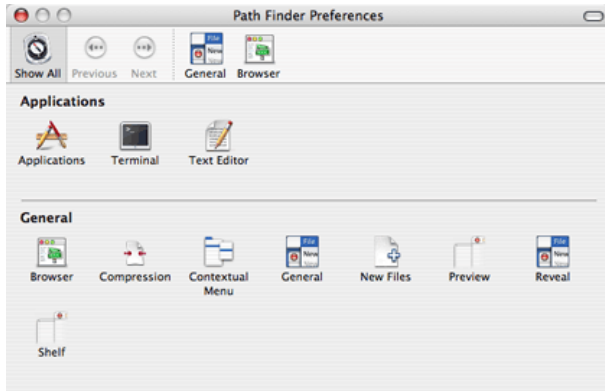 Path Finder Preferences
Show All Previous Next General Browser
Applications
Applications Terminal Text Editor
General
Browser Compression Contextual Menu General New Files Preview Reveal
Shelf